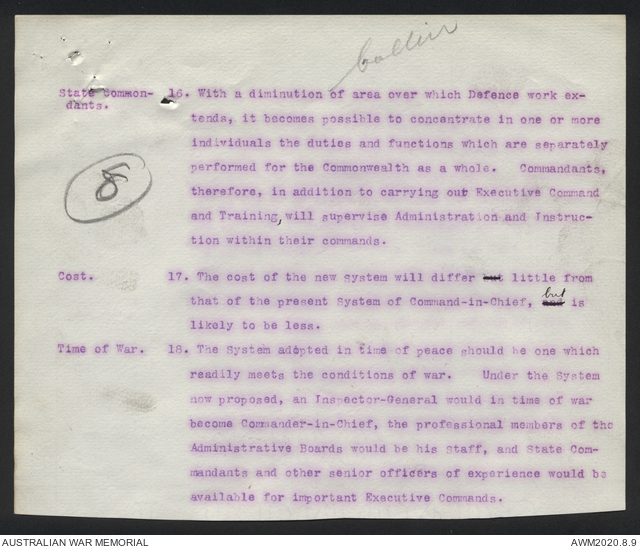 Collins
State Common- 16. With a diminution of area over which Defence work ex-
dants. tends, it becomes possible to concentrate in one or more
individuals the duties and functions which are separately
8 performed for the Commonwealth as a whole. Commandants,
therefore, in addition to carrying out Executive Command
and Training, will supervise Administration and Instruc-
tion within their commands.
Cost. 17. The cost of the new system will differ but little from
that of the present System of Command-in-Chief, but is
likely to be less.
Time of War. 18. The System adopted in time of peace should be one which
readily meets the conditions of war. Under the System
now proposed, an Inspector-General would in time of war
become Commander-in-Chief, the professional members of the
Administrative Boards would be his Staff, and State Com-
mandants and other senior officers of experience would be
available for important Executive Commands.
AUSTRALIAN WAR MEMORIAL AWM2020.8.9